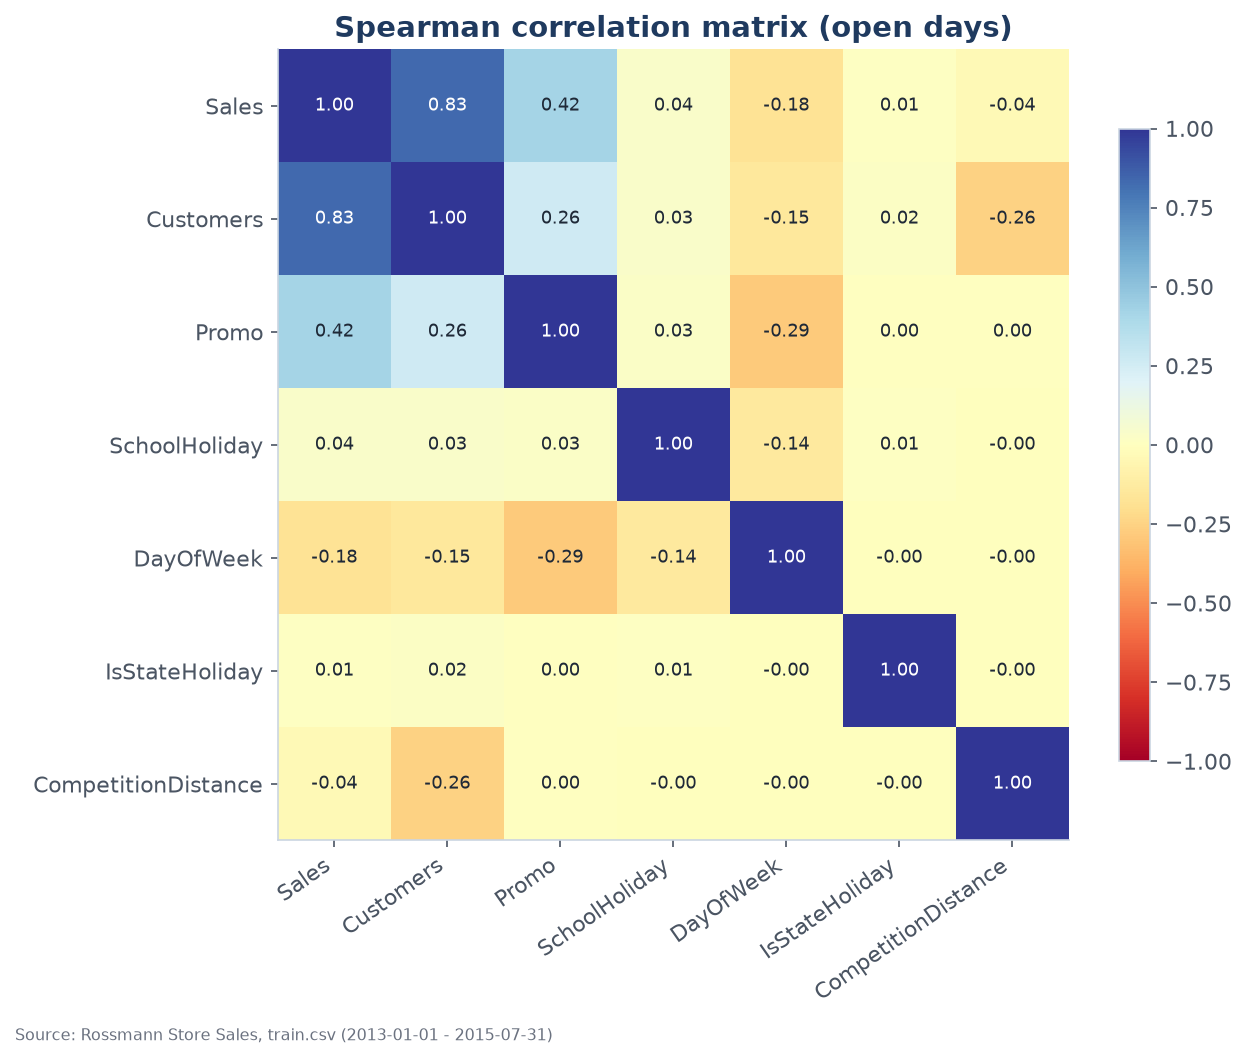 Spearman correlation matrix (open days)
Sales 1.00 0.83 0.42 0.04 -0.18 0.01 -0.04
Customers 0.83 1.00 0.26 0.03 -0.15 0.02 -0.26
Promo 0.42 0.26 1.00 0.03 -0.29 0.00 0.00
SchoolHoliday 0.04 0.03 0.03 1.00 -0.14 0.01 -0.00
DayOfWeek -0.18 -0.15 -0.29 -0.14 1.00 -0.00 -0.00
IsStateHoliday 0.01 0.02 0.00 0.01 -0.00 1.00 -0.00
CompetitionDistance -0.04 -0.26 0.00 -0.00 -0.00 -0.00 1.00
Sales Customers Promo SchoolHoliday DayOfWeek IsStateHoliday CompetitionDistance
1.00
0.75
0.50
0.25
0.00
−0.25
−0.50
−0.75
−1.00
Source: Rossmann Store Sales, train.csv (2013-01-01 - 2015-07-31)